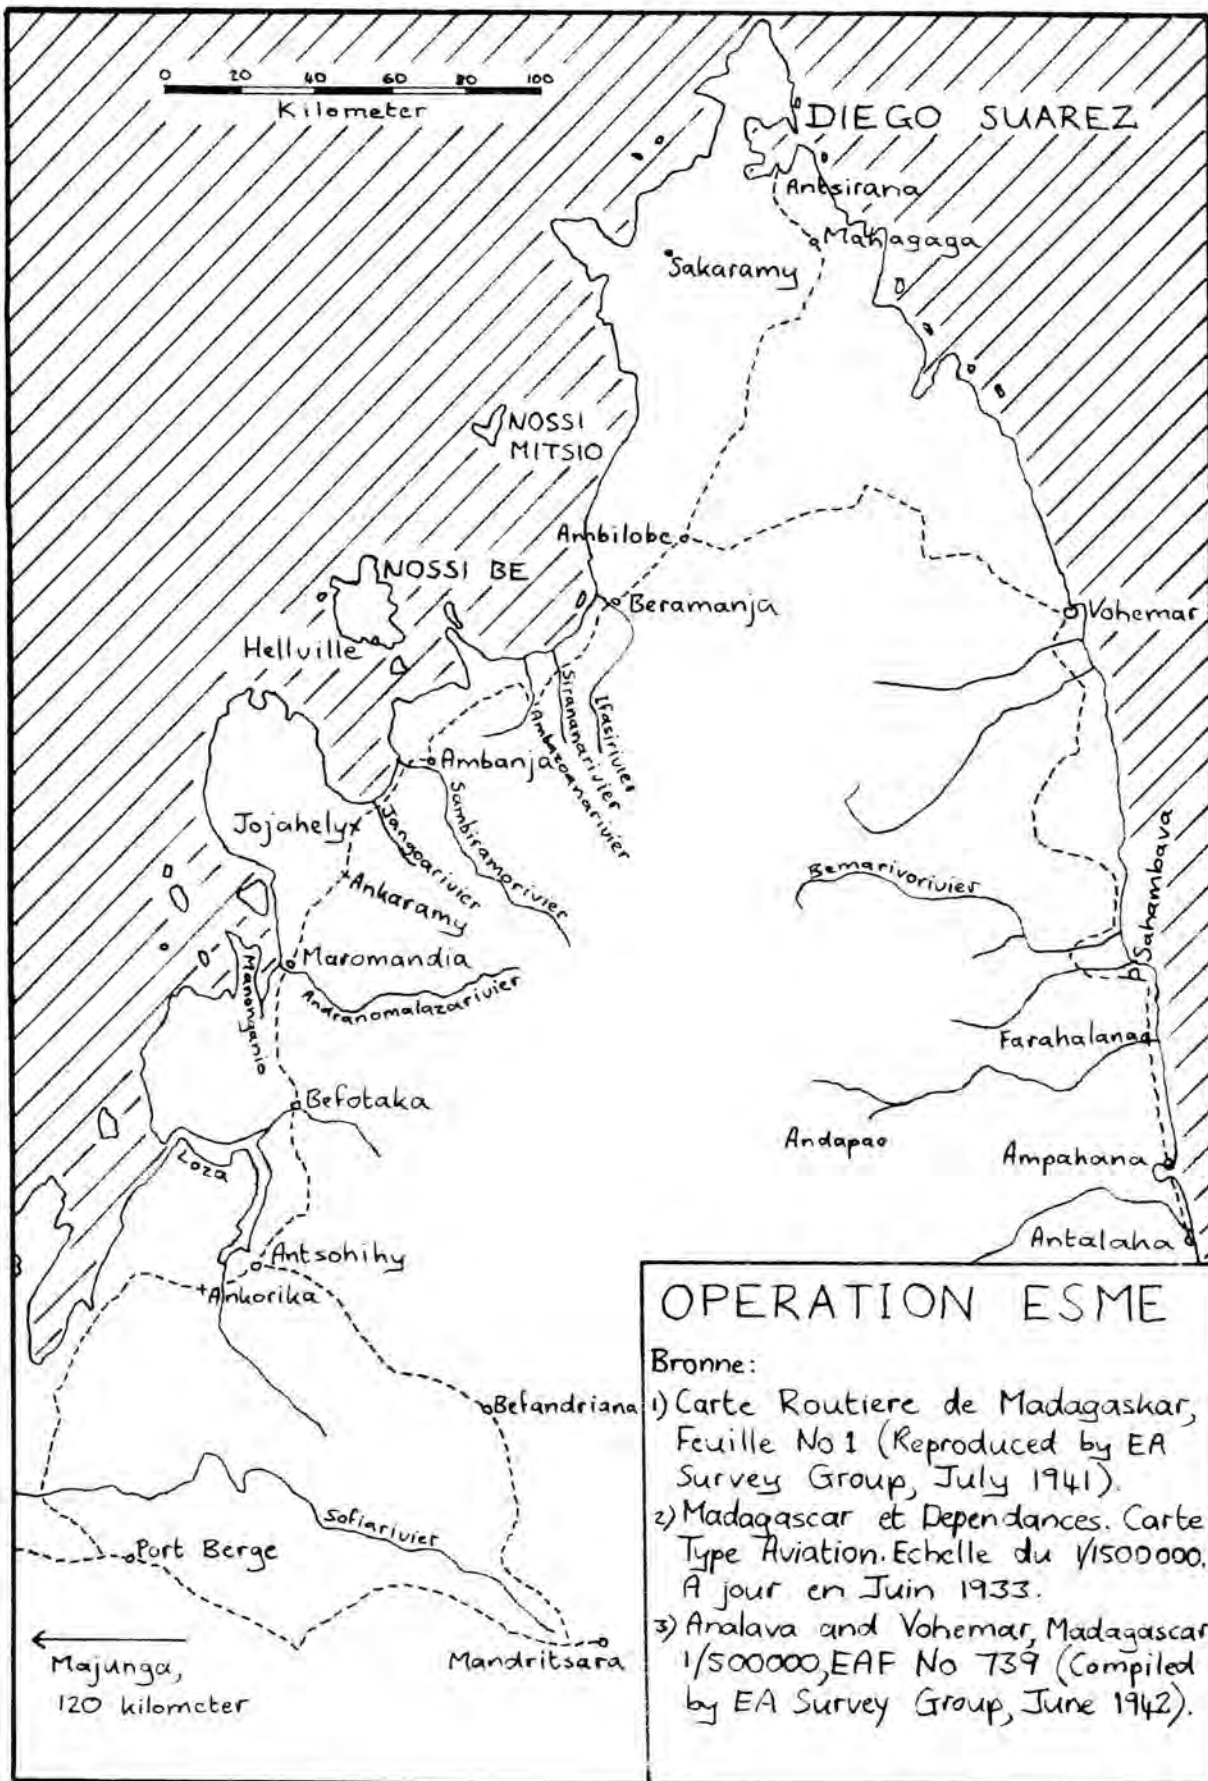 0 20 40 60 80 100
Kilometer
DIEGO SUAREZ
Antsirana
Mahagaga
Sakaramy
NOSSI
MITSIO
Ambilobe
NOSSI BE
Beramanja
Vohemar
Hellville
Sirananarivier
Ifasirivier
Ambazoanarivier
Ambanja
Sambiranorivier
Jangoarivier
Jojahely
Ankaramy
Bemarivorivier
Sahambava
Maromandia
Andranomalazarivier
Manonganio
Farahalana
Befotaka
Andapa
Ampahana
Loza
Antalaha
Antsohihy
Ankorika
Befandriana
Sofiarivier
Port Berge
Mandritsara
Majunga,
120 kilometer
OPERATION ESME
Bronne:
1) Carte Routiere de Madagaskar,
Feuille No 1 (Reproduced by EA
Survey Group, July 1941).
2) Madagascar et Dependances. Carte
Type Aviation. Echelle du 1/1500000.
A jour en Juin 1933.
3) Analava and Vohemar, Madagascar
1/500000, EAF No 739 (Compiled
by EA Survey Group, June 1942).